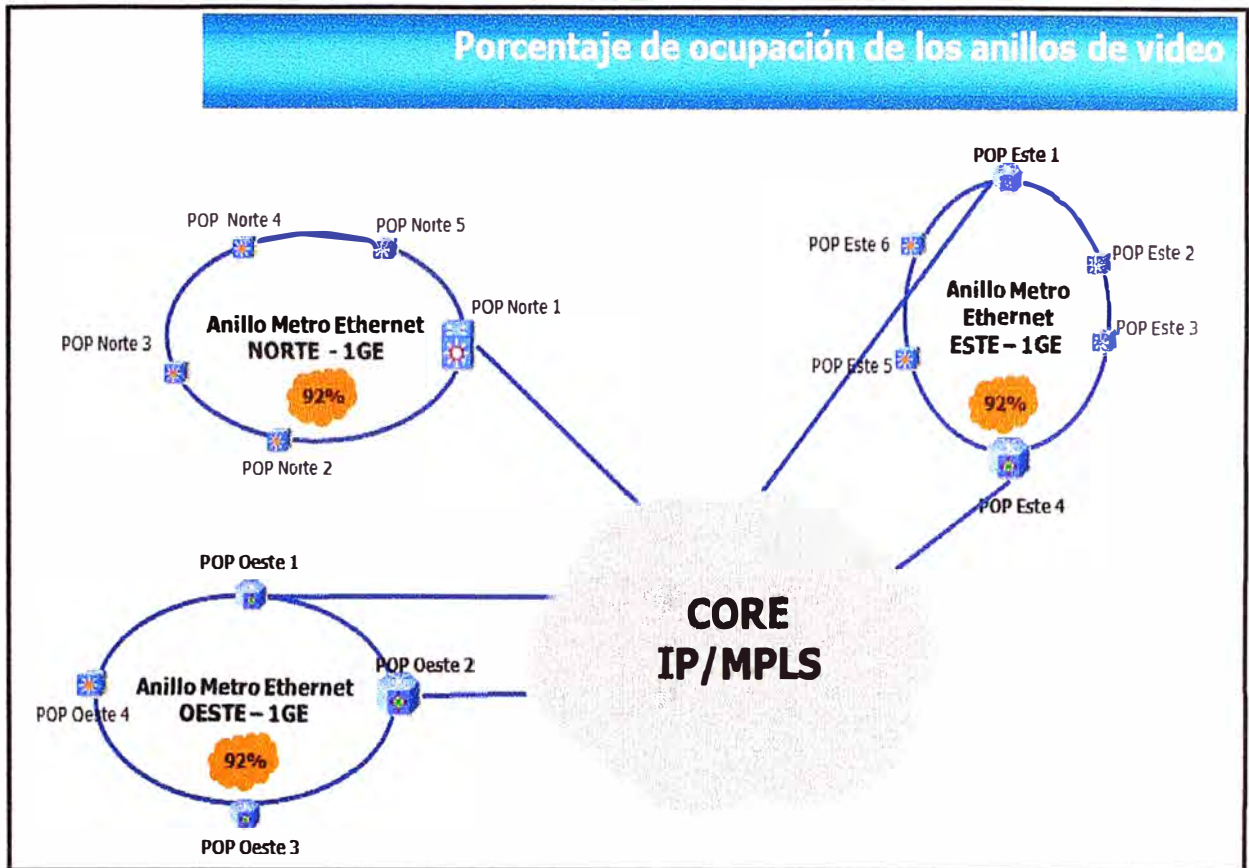 Porcentaje de ocupación de los anillos de video
POP Norte 4
POP Norte 5
POP Norte 1
POP Norte 3
Anillo Metro Ethernet
NORTE - 1GE
92%
POP Norte 2
POP Este 1
POP Este 6
POP Este 2
Anillo Metro
Ethernet
ESTE – 1GE
POP Este 3
POP Este 5
92%
POP Este 4
POP Oeste 1
POP Oeste 2
Anillo Metro Ethernet
OESTE – 1GE
POP Oeste 4
92%
POP Oeste 3
CORE
IP/MPLS